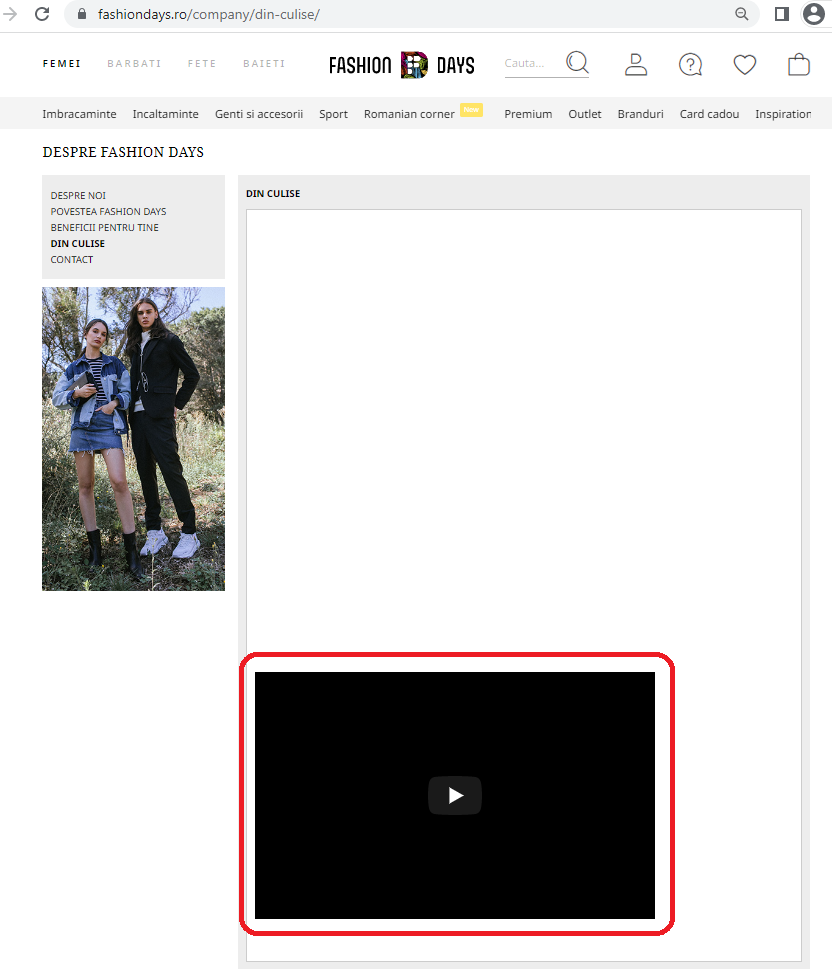 fashiondays.ro/company/din-culise/
FEMEI BARBATI FETE BAIETI FASHION DAYS Cauta...
Imbracaminte Incaltaminte Genti si accesorii Sport Romanian corner New Premium Outlet Branduri Card cadou Inspiration
DESPRE FASHION DAYS
DESPRE NOI
POVESTEA FASHION DAYS
BENEFICII PENTRU TINE
DIN CULISE
CONTACT
DIN CULISE